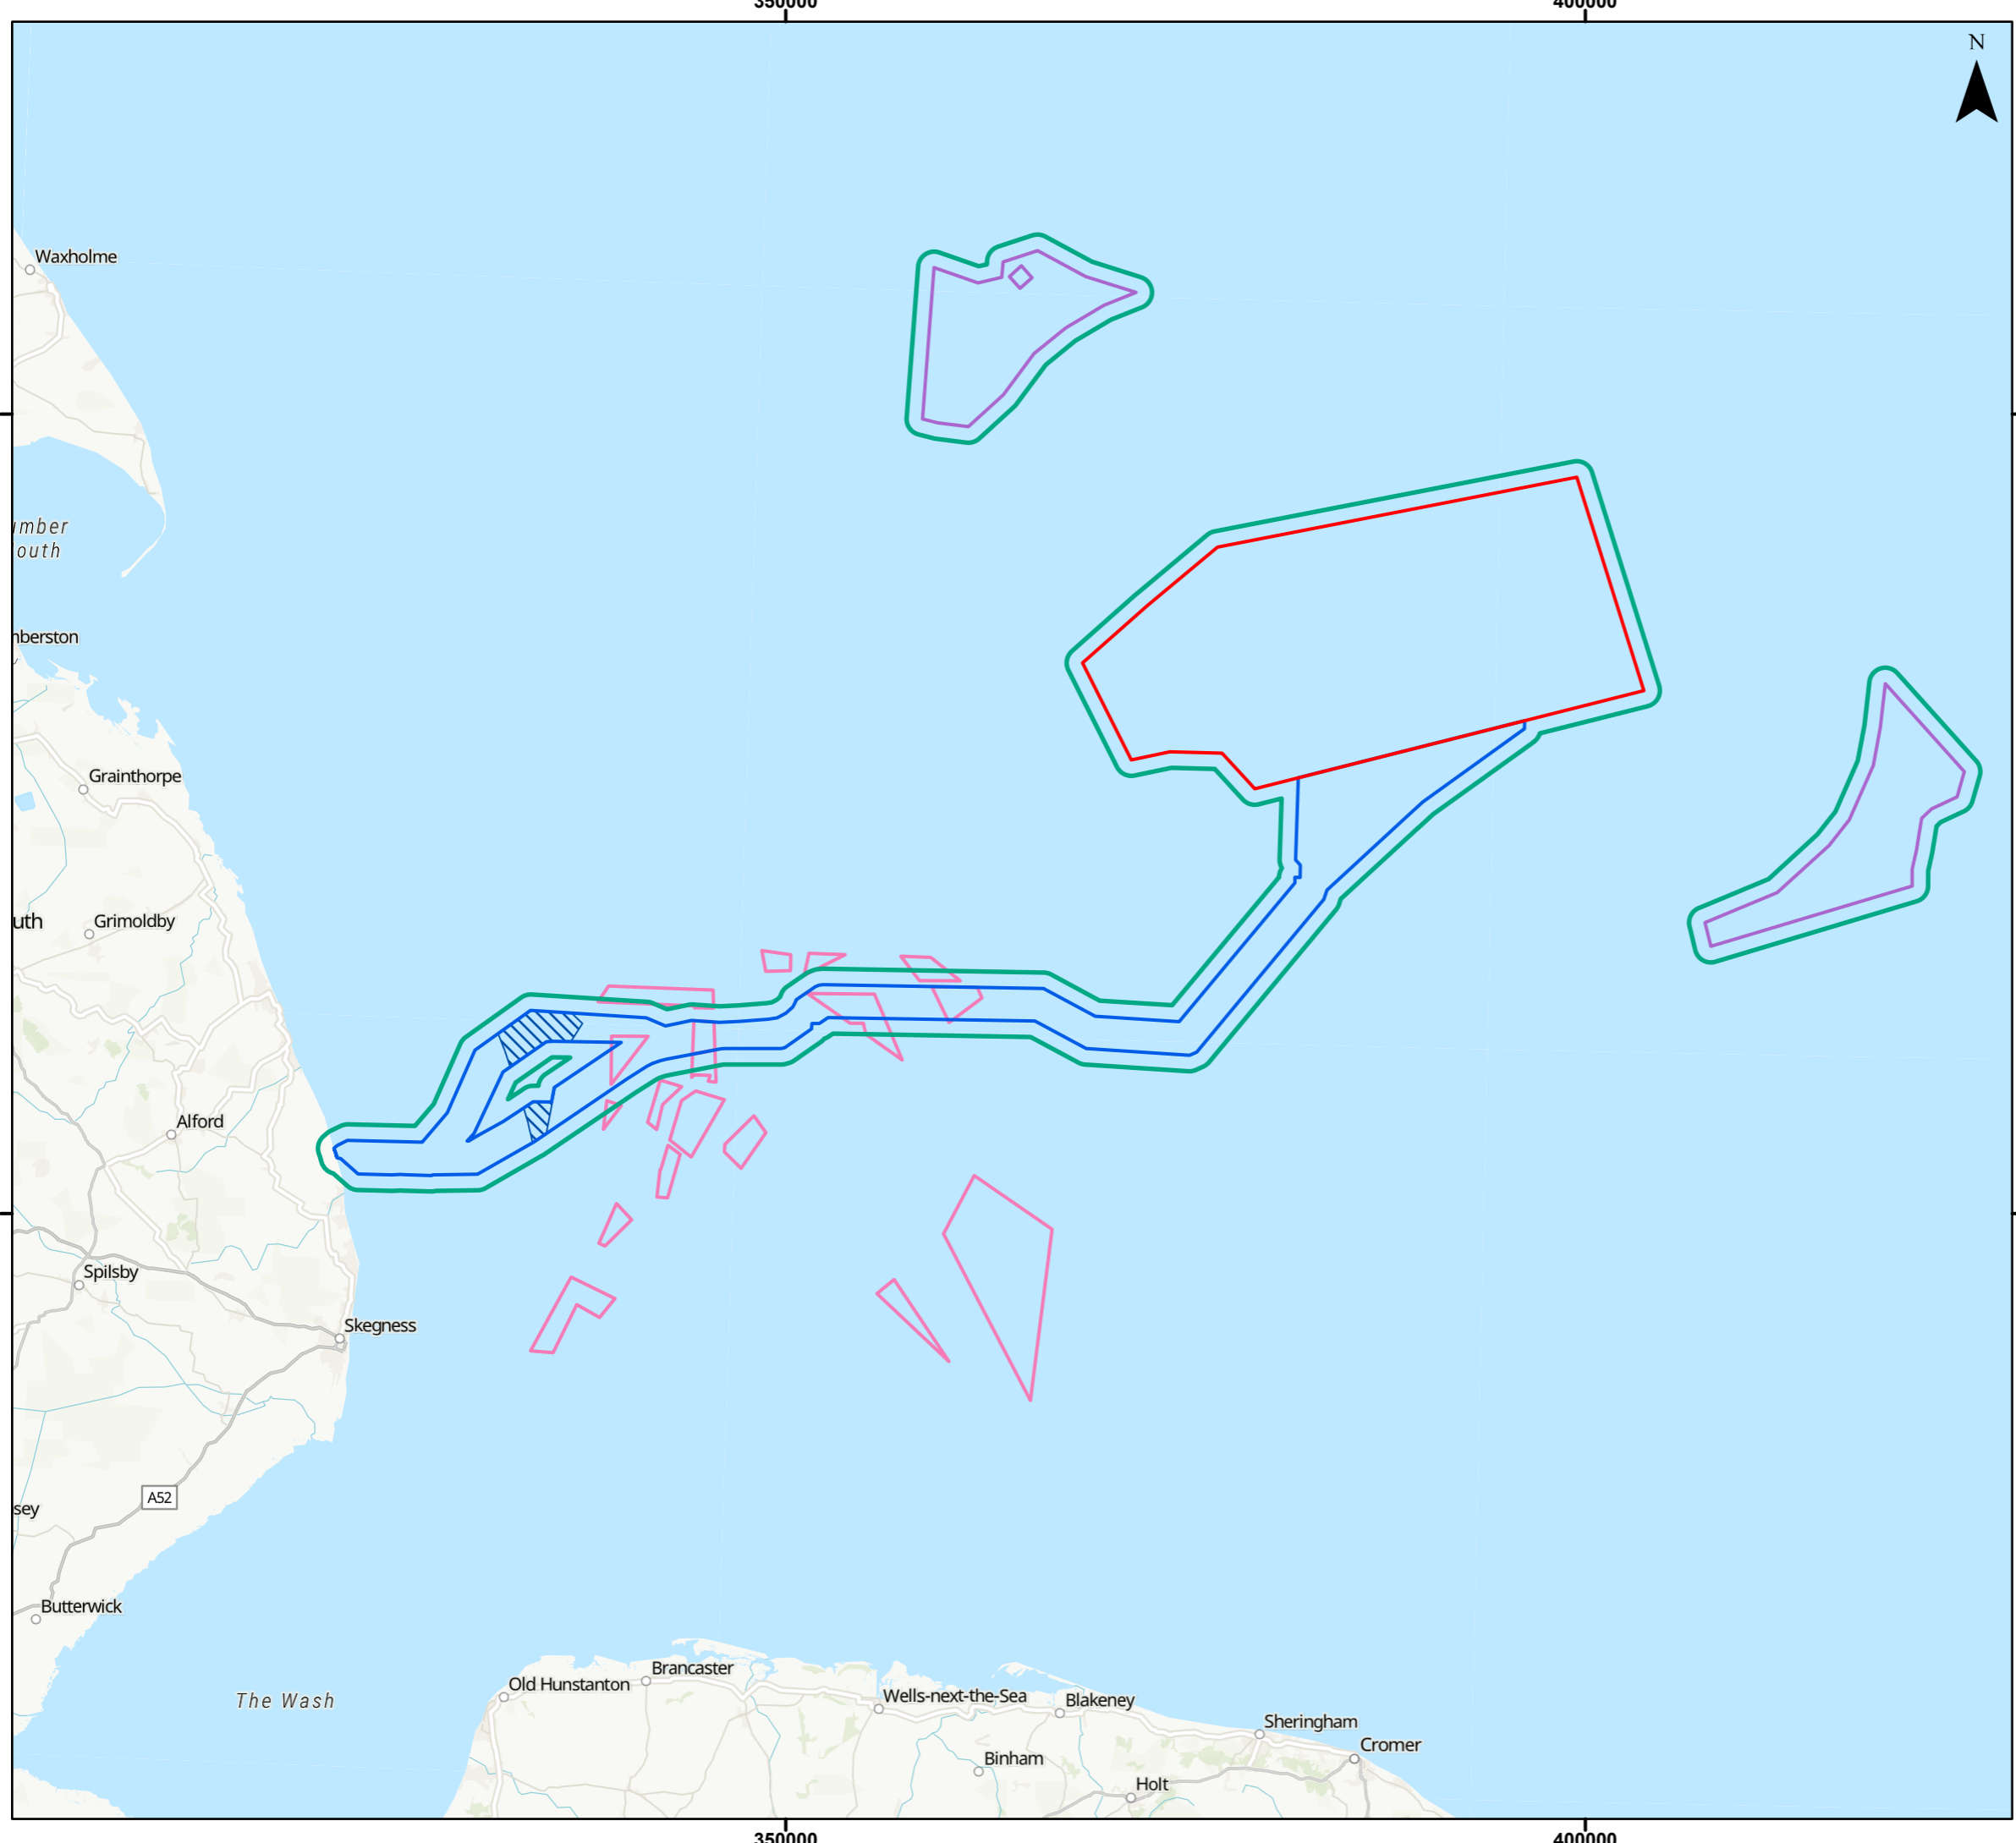 350000
400000
N
Waxholme
umber
outh
nberston
Grainthorpe
uth
Grimoldby
Alford
Spilsby
Skegness
A52
sey
Butterwick
The Wash
Old Hunstanton
Brancaster
Wells-next-the-Sea
Blakeney
Sheringham
Cromer
Binham
Holt
350000
400000